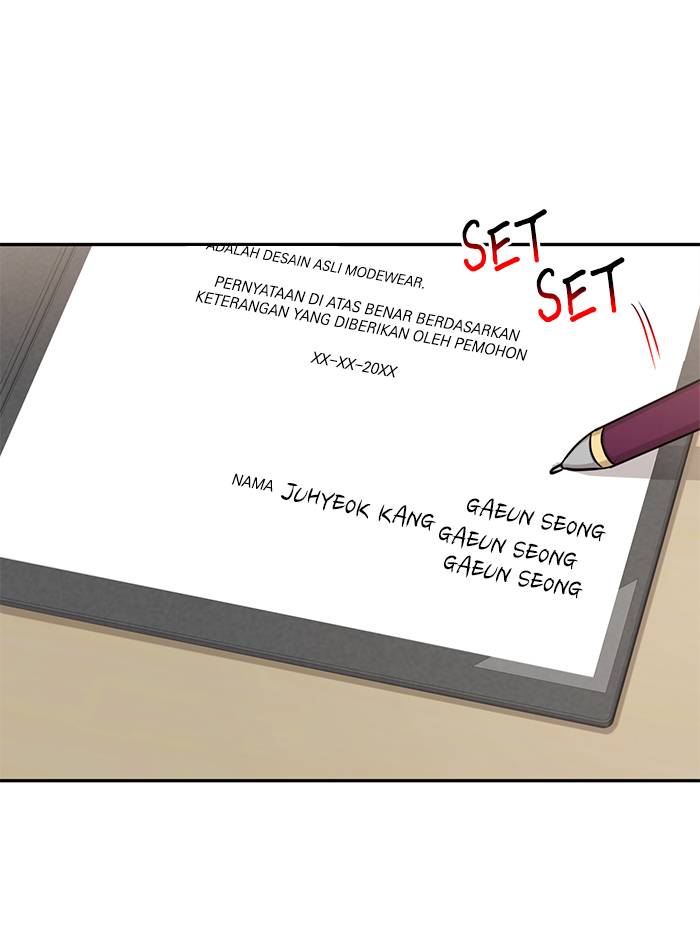 SET
SET
ADALAH DESAIN ASLI MODEWEAR.
PERNYATAAN DI ATAS BENAR BERDASARKAN
KETERANGAN YANG DIBERIKAN OLEH PEMOHON
XX-XX-20XX
NAMA JUHYEOK KANG
GAEUN SEONG
GAEUN SEONG
GAEUN SEONG